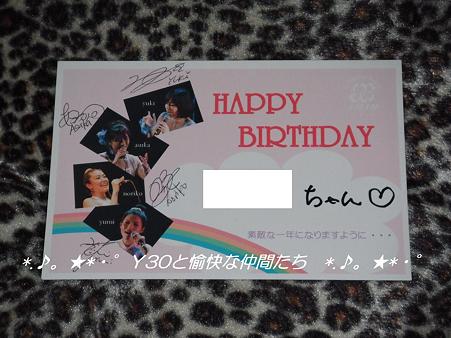 HAPPY
BIRTHDAY
yuki
asuka
noriko
yumi
ちゃん♡
素敵な一年になりますように・・・
*.♪。★*・゜Y30と愉快な仲間たち *.♪。★*・゜